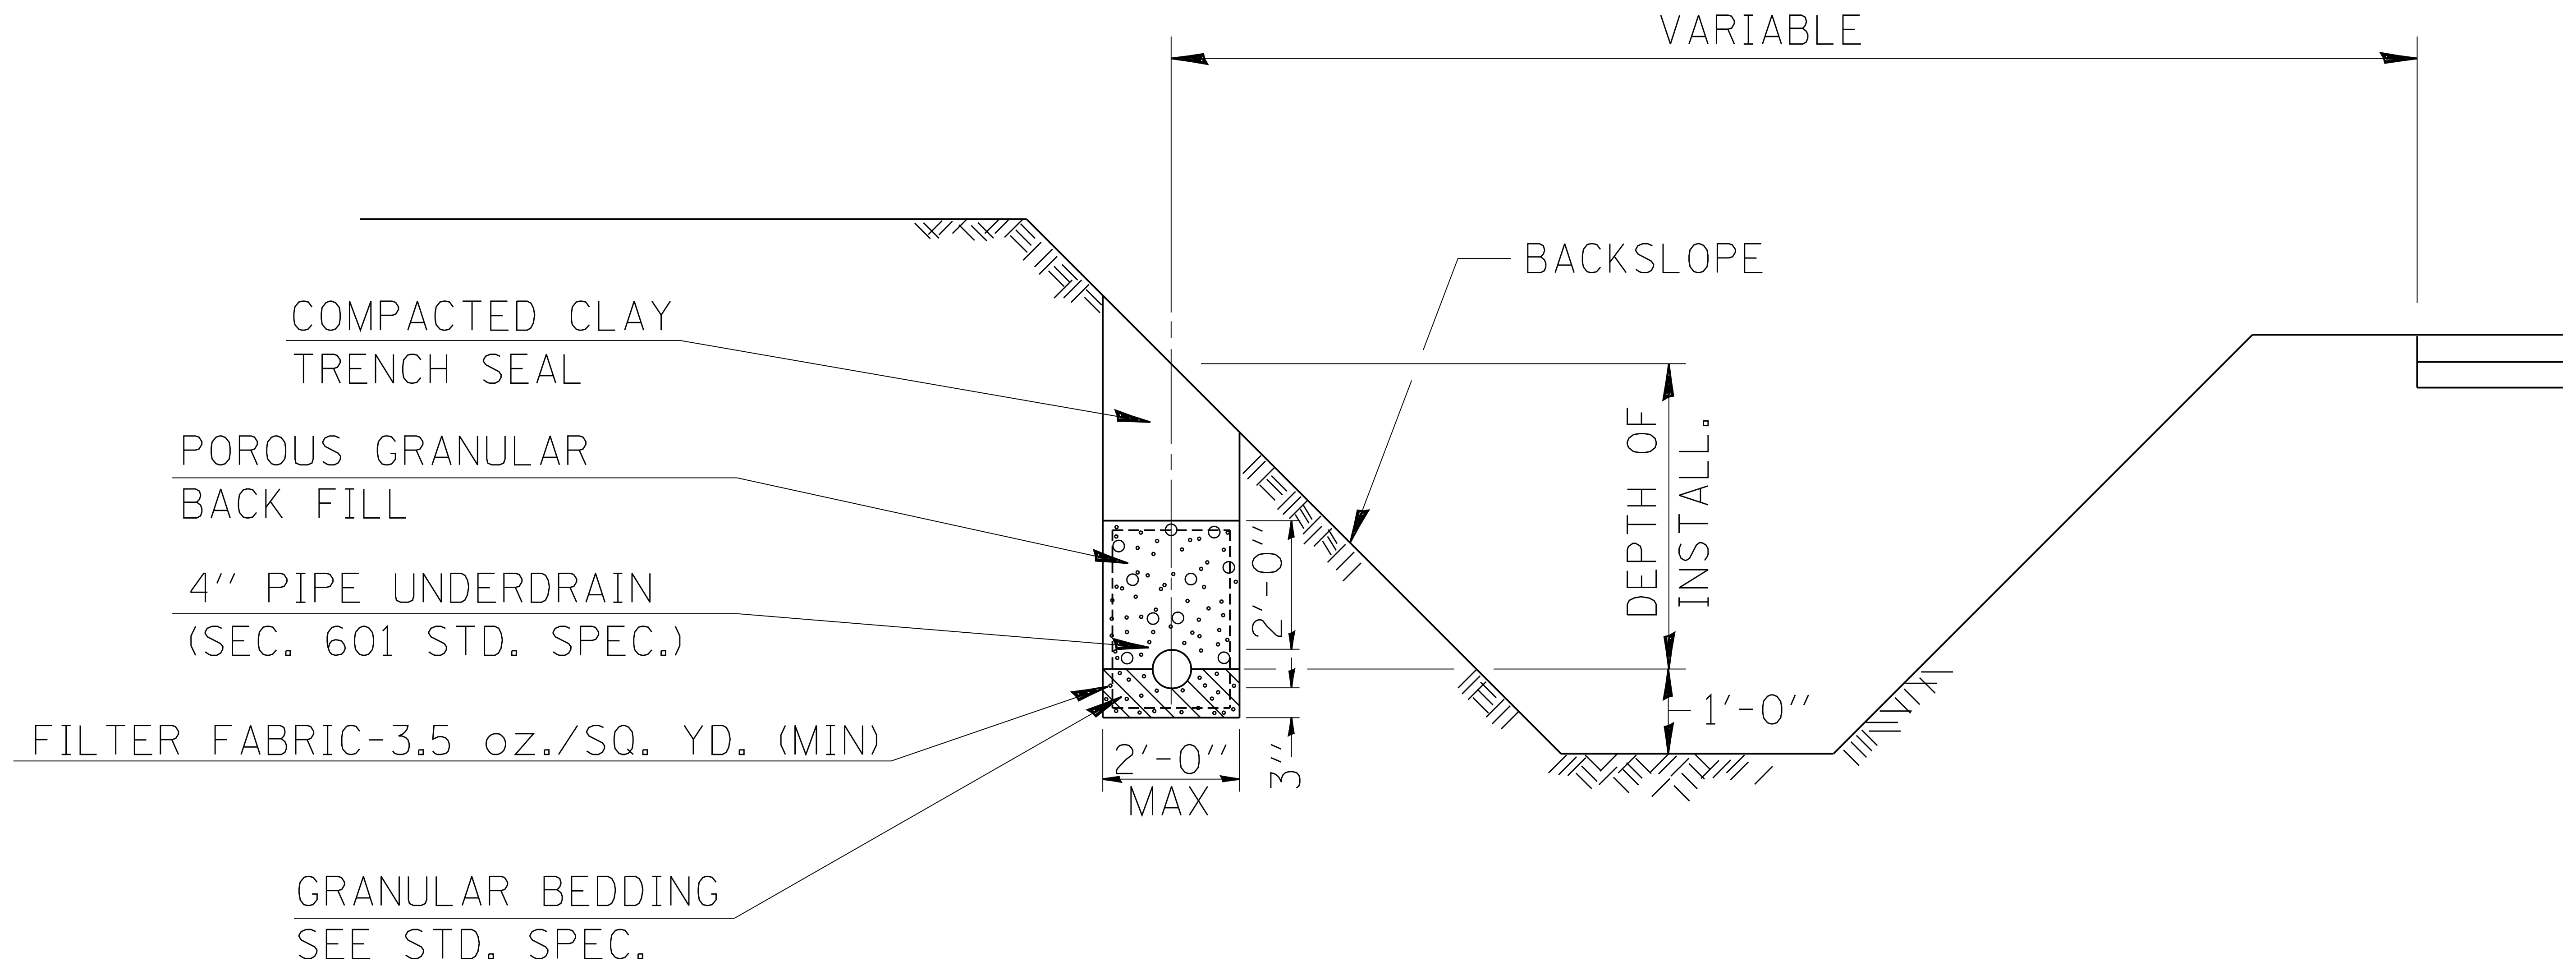 VARIABLE
BACKSLOPE
COMPACTED CLAY
TRENCH SEAL
DEPTH OF
INSTALL.
POROUS GRANULAR
BACK FILL
2'-0''
4'' PIPE UNDERDRAIN
(SEC. 601 STD. SPEC.)
1'-0''
FILTER FABRIC-3.5 oz./SQ. YD. (MIN)
2'-0''
MAX
3''
GRANULAR BEDDING
SEE STD. SPEC.